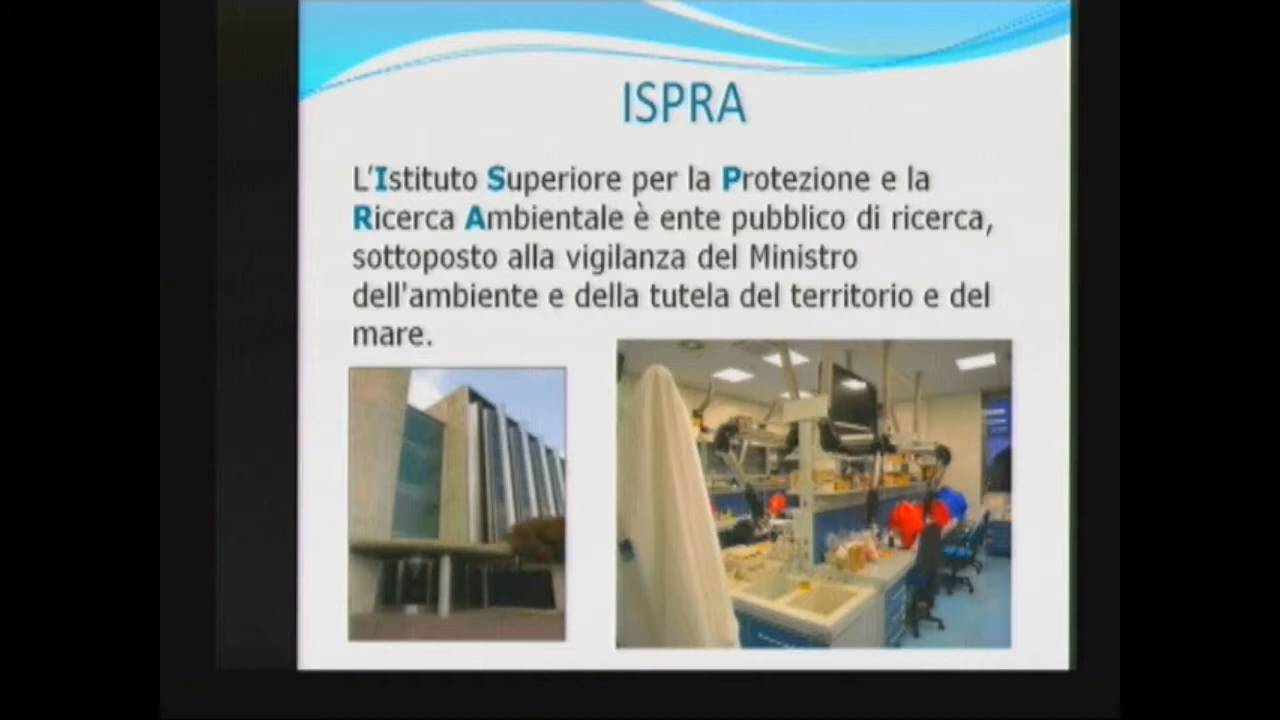 ISPRA
L'Istituto Superiore per la Protezione e la
Ricerca Ambientale è ente pubblico di ricerca,
sottoposto alla vigilanza del Ministro
dell'ambiente e della tutela del territorio e del
mare.